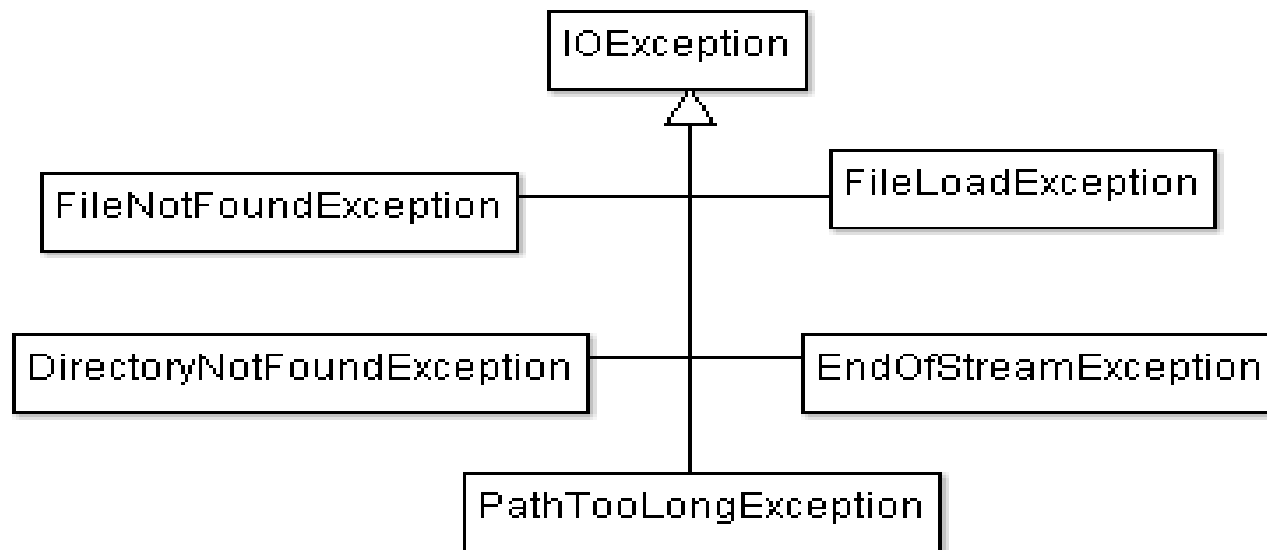 IOException
FileNotFoundException
FileLoadException
DirectoryNotFoundException
EndOfStreamException
PathTooLongException